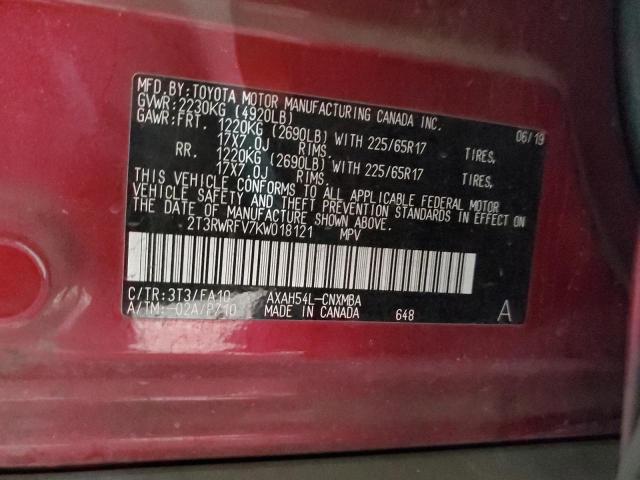 MFD.BY:TOYOTA MOTOR MANUFACTURING CANADA INC.
GVWR:2230KG (4920LB) 06/19
GAWR:FRT. 1220KG (2690LB) WITH 225/65R17 TIRES,
17X7.0J RIMS.
RR. 1220KG (2690LB) WITH 225/65R17 TIRES,
17X7.0J RIMS.
THIS VEHICLE CONFORMS TO ALL APPLICABLE FEDERAL MOTOR
VEHICLE SAFETY AND THEFT PREVENTION STANDARDS IN EFFECT ON
THE DATE OF MANUFACTURE SHOWN ABOVE.
2T3RWRFV7KW018121 MPV
C/TR:3T3/FA10 AXAH54L-CNXMBA
A/TM:-02A/P710 MADE IN CANADA 648 A